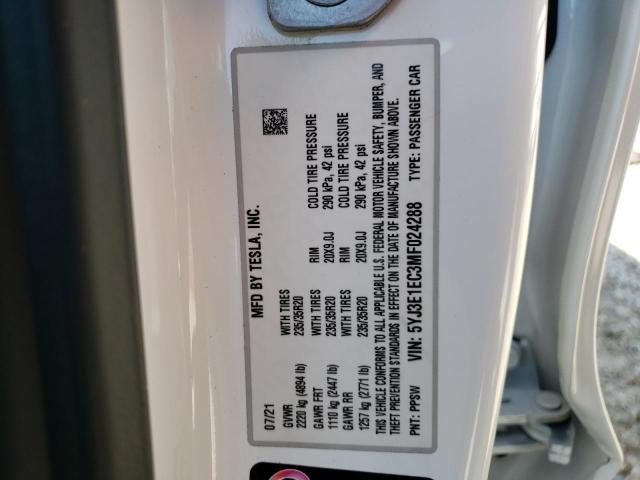 MFD BY TESLA, INC.
07/21
GVWR
2220 kg (4894 lb) WITH TIRES 235/35R20 RIM 20X9.0J COLD TIRE PRESSURE 290 kPa, 42 psi
GAWR FRT
1110 kg (2447 lb) WITH TIRES 235/35R20 RIM 20X9.0J COLD TIRE PRESSURE 290 kPa, 42 psi
GAWR RR
1257 kg (2771 lb) 235/35R20
THIS VEHICLE CONFORMS TO ALL APPLICABLE U.S. FEDERAL MOTOR VEHICLE SAFETY, BUMPER, AND
THEFT PREVENTION STANDARDS IN EFFECT ON THE DATE OF MANUFACTURE SHOWN ABOVE.
VIN: 5YJ3E1EC3MF024288 TYPE: PASSENGER CAR
PNT: PPSW